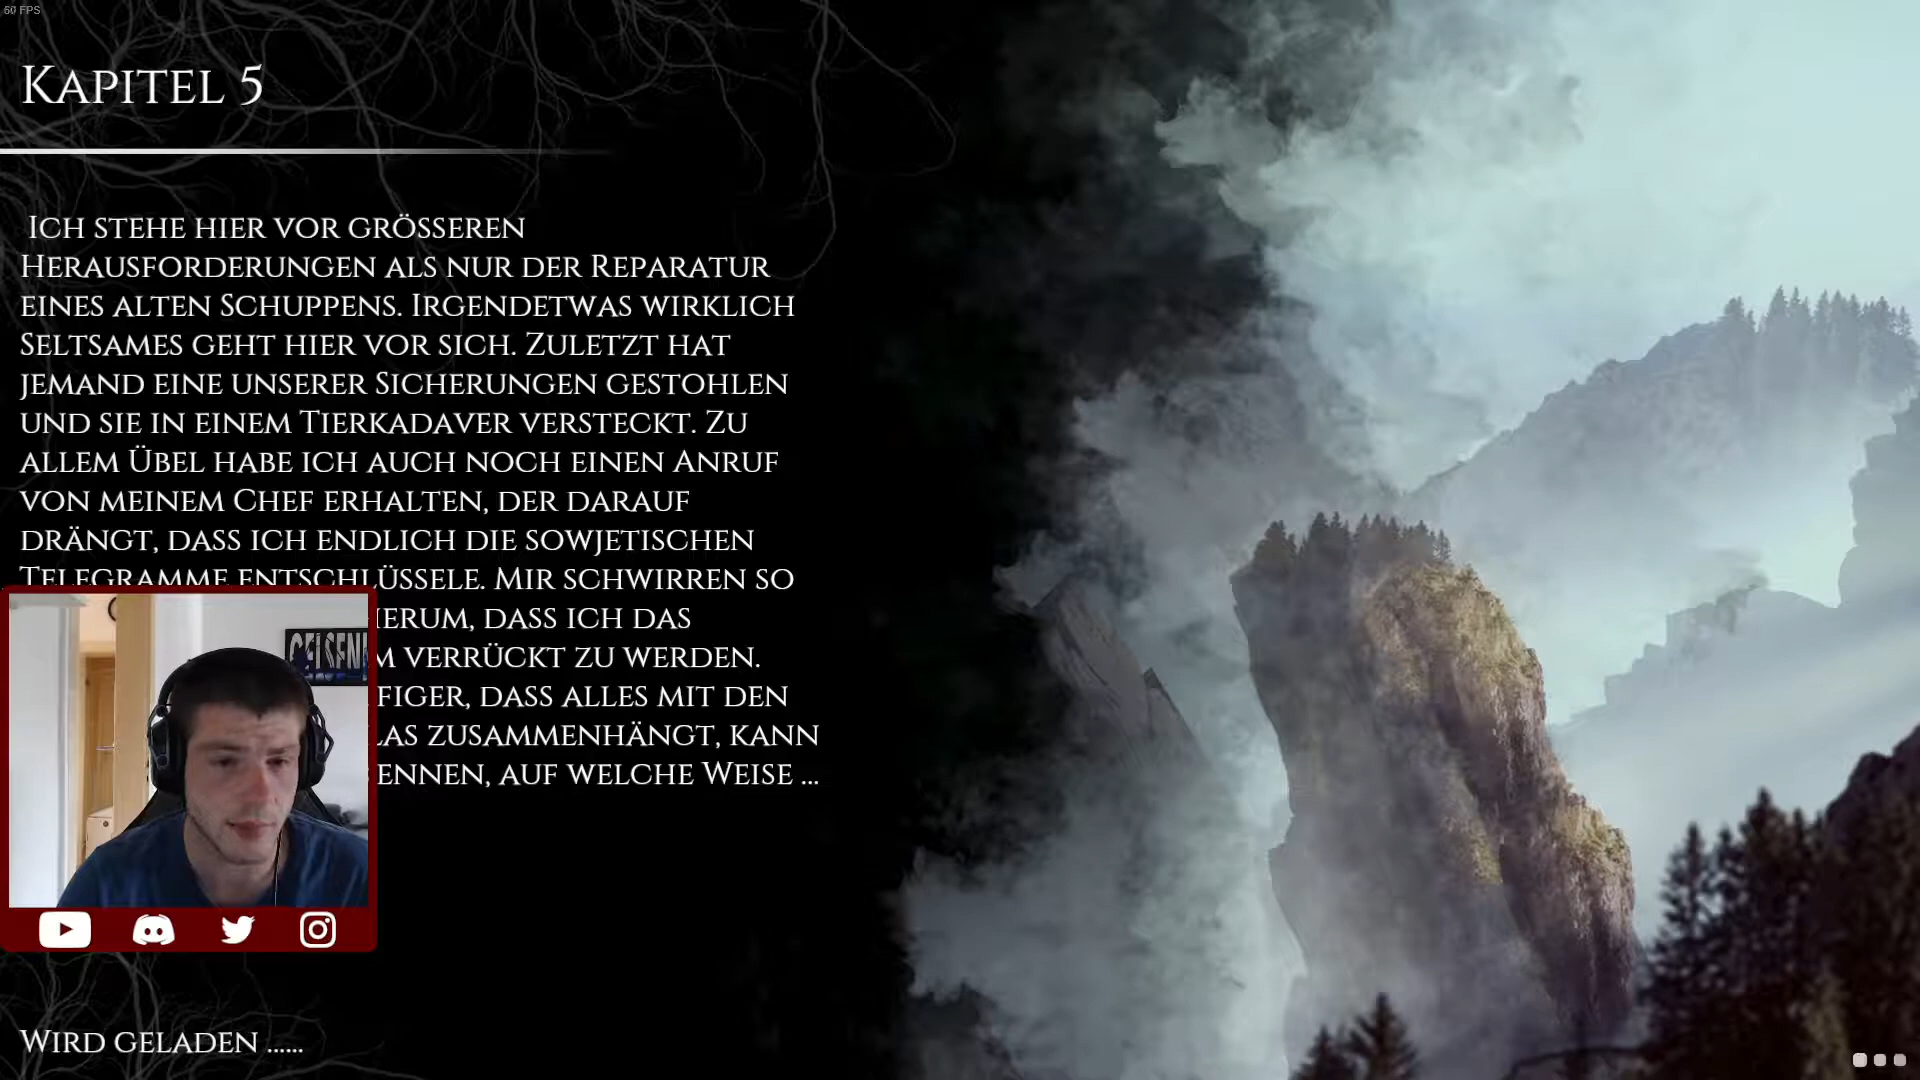 60 FPS
Kapitel 5
Ich stehe hier vor grösseren
Herausforderungen als nur der Reparatur
eines alten Schuppens. Irgendetwas wirklich
Seltsames geht hier vor sich. Zuletzt hat
jemand eine unserer Sicherungen gestohlen
und sie in einem Tierkadaver versteckt. Zu
allem Übel habe ich auch noch einen Anruf
von meinem Chef erhalten, der darauf
drängt, dass ich endlich die sowjetischen
Telegramme entschlüssele. Mir schwirren so
herum, dass ich das
verrückt zu werden.
dass alles mit den
zusammenhängt, kann
auf welche Weise ...
Wird geladen ......